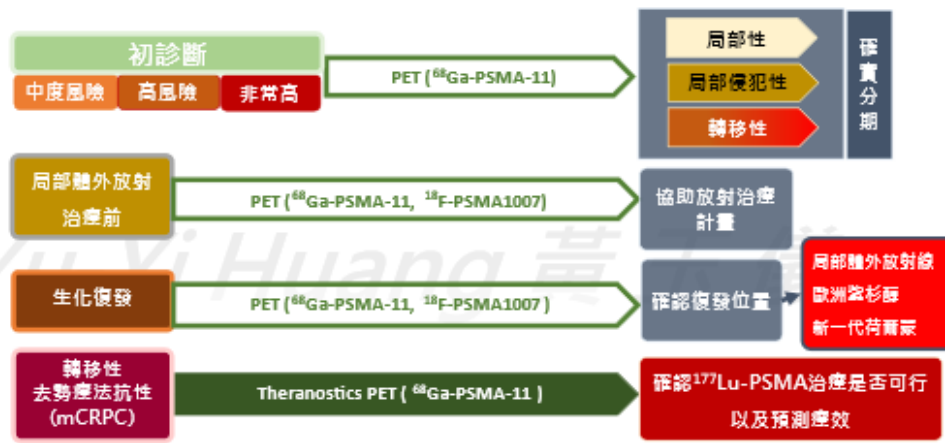 初診斷
中度風險
高風險
非常高
PET (⁶⁸Ga-PSMA-11)
局部性
局部侵犯性
轉移性
確實分期
局部體外放射
治療前
PET (⁶⁸Ga-PSMA-11, ¹⁸F-PSMA1007)
協助放射治療
計畫
生化復發
PET (⁶⁸Ga-PSMA-11, ¹⁸F-PSMA1007 )
確認復發位置
局部體外放射線
歐洲紫杉醇
新一代荷爾蒙
轉移性
去勢療法抗性
(mCRPC)
Theranostics PET ( ⁶⁸Ga-PSMA-11 )
確認¹⁷⁷Lu-PSMA治療是否可行
以及預測療效
Yu Yi Huang 黃玉儀